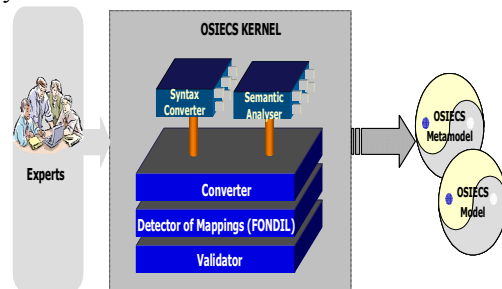 OSIECS KERNEL
Syntax
Converter
Semantic
Analyser
Experts
Converter
Detector of Mappings (FONDIL)
Validator
OSIECS
Metamodel
OSIECS
Model